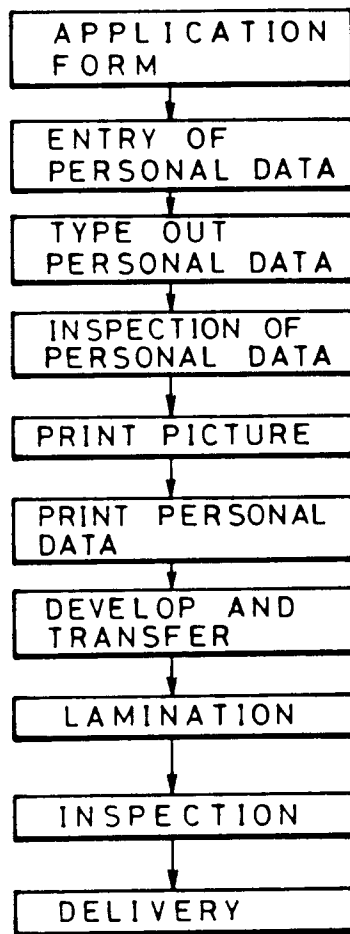 APPLICATION
FORM
ENTRY OF
PERSONAL DATA
TYPE OUT
PERSONAL DATA
INSPECTION OF
PERSONAL DATA
PRINT PICTURE
PRINT PERSONAL
DATA
DEVELOP AND
TRANSFER
LAMINATION
INSPECTION
DELIVERY